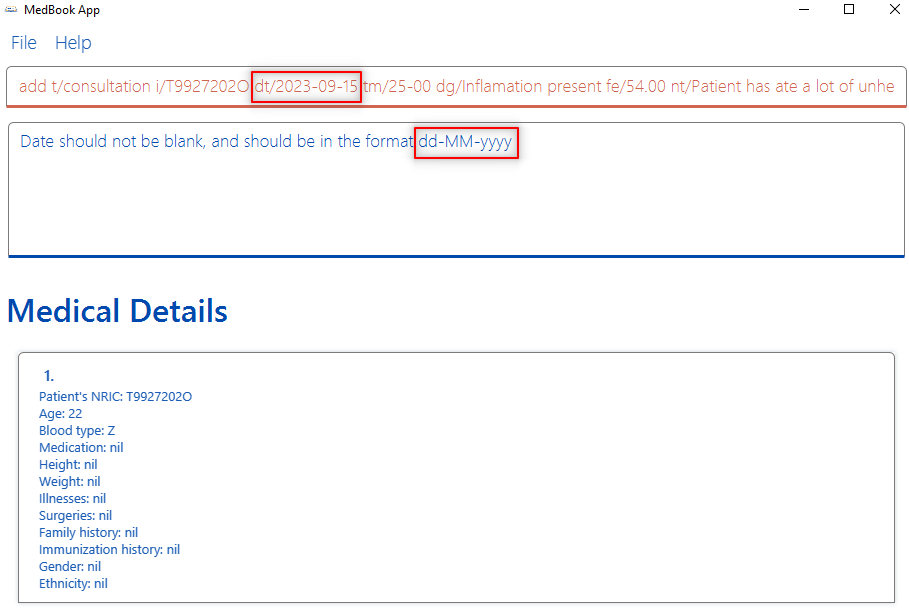 MedBook App
File Help
add t/consultation i/T9927202O dt/2023-09-15 tm/25-00 dg/Inflamation present fe/54.00 nt/Patient has ate a lot of unhe
Date should not be blank, and should be in the format dd-MM-yyyy
Medical Details
1.
Patient's NRIC: T9927202O
Age: 22
Blood type: Z
Medication: nil
Height: nil
Weight: nil
Illnesses: nil
Surgeries: nil
Family history: nil
Immunization history: nil
Gender: nil
Ethnicity: nil